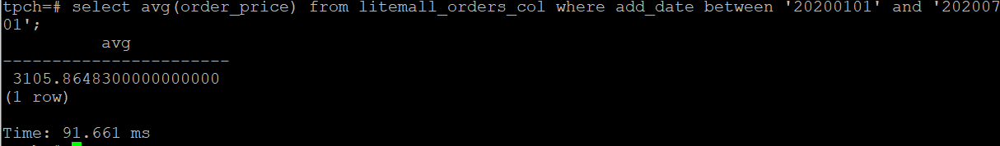 tpch=# select avg(order_price) from litemall_orders_col where add_date between '20200101' and '202007
01';
avg
-----------------------
3105.8648300000000000
(1 row)
Time: 91.661 ms